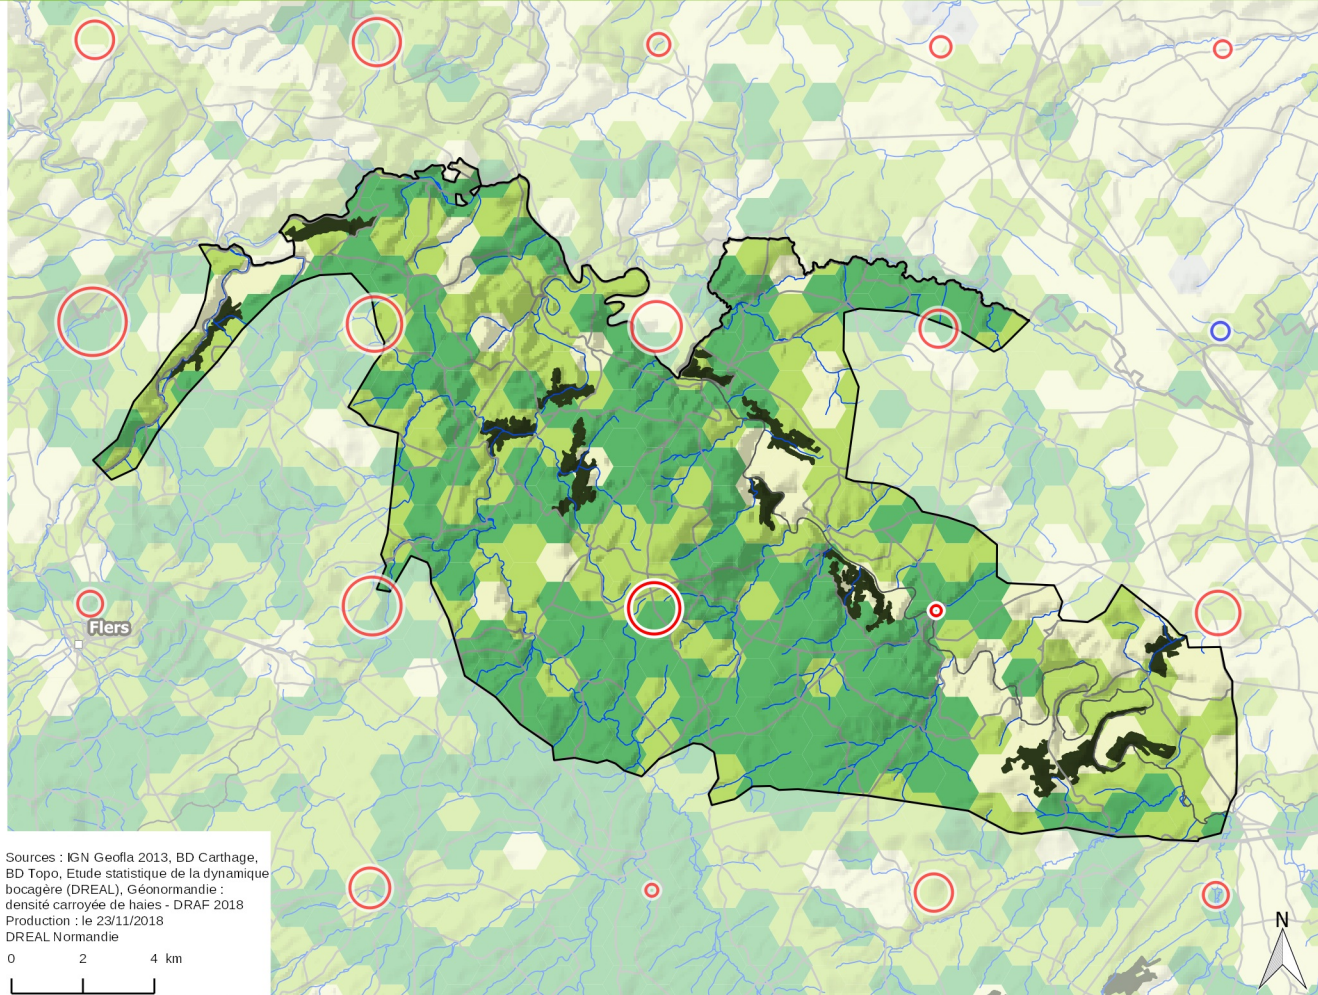 Flers
Sources : IGN Geofla 2013, BD Carthage,
BD Topo, Etude statistique de la dynamique
bocagère (DREAL), Géonormandie :
densité carroyée de haies - DRAF 2018
Production : le 23/11/2018
DREAL Normandie
0 2 4 km
N